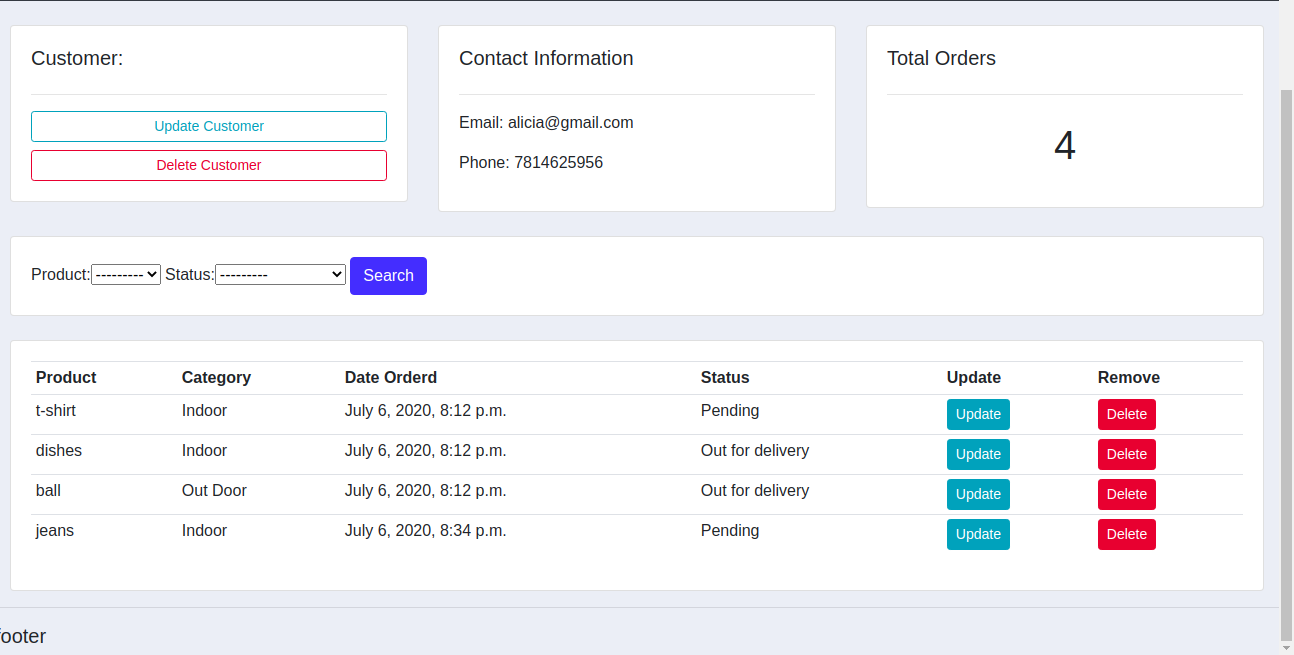 Customer:
Update Customer
Delete Customer
Contact Information
Email: alicia@gmail.com
Phone: 7814625956
Total Orders
4
Product: --------- Status: --------- Search
Product Category Date Orderd Status Update Remove
t-shirt Indoor July 6, 2020, 8:12 p.m. Pending Update Delete
dishes Indoor July 6, 2020, 8:12 p.m. Out for delivery Update Delete
ball Out Door July 6, 2020, 8:12 p.m. Out for delivery Update Delete
jeans Indoor July 6, 2020, 8:34 p.m. Pending Update Delete
footer